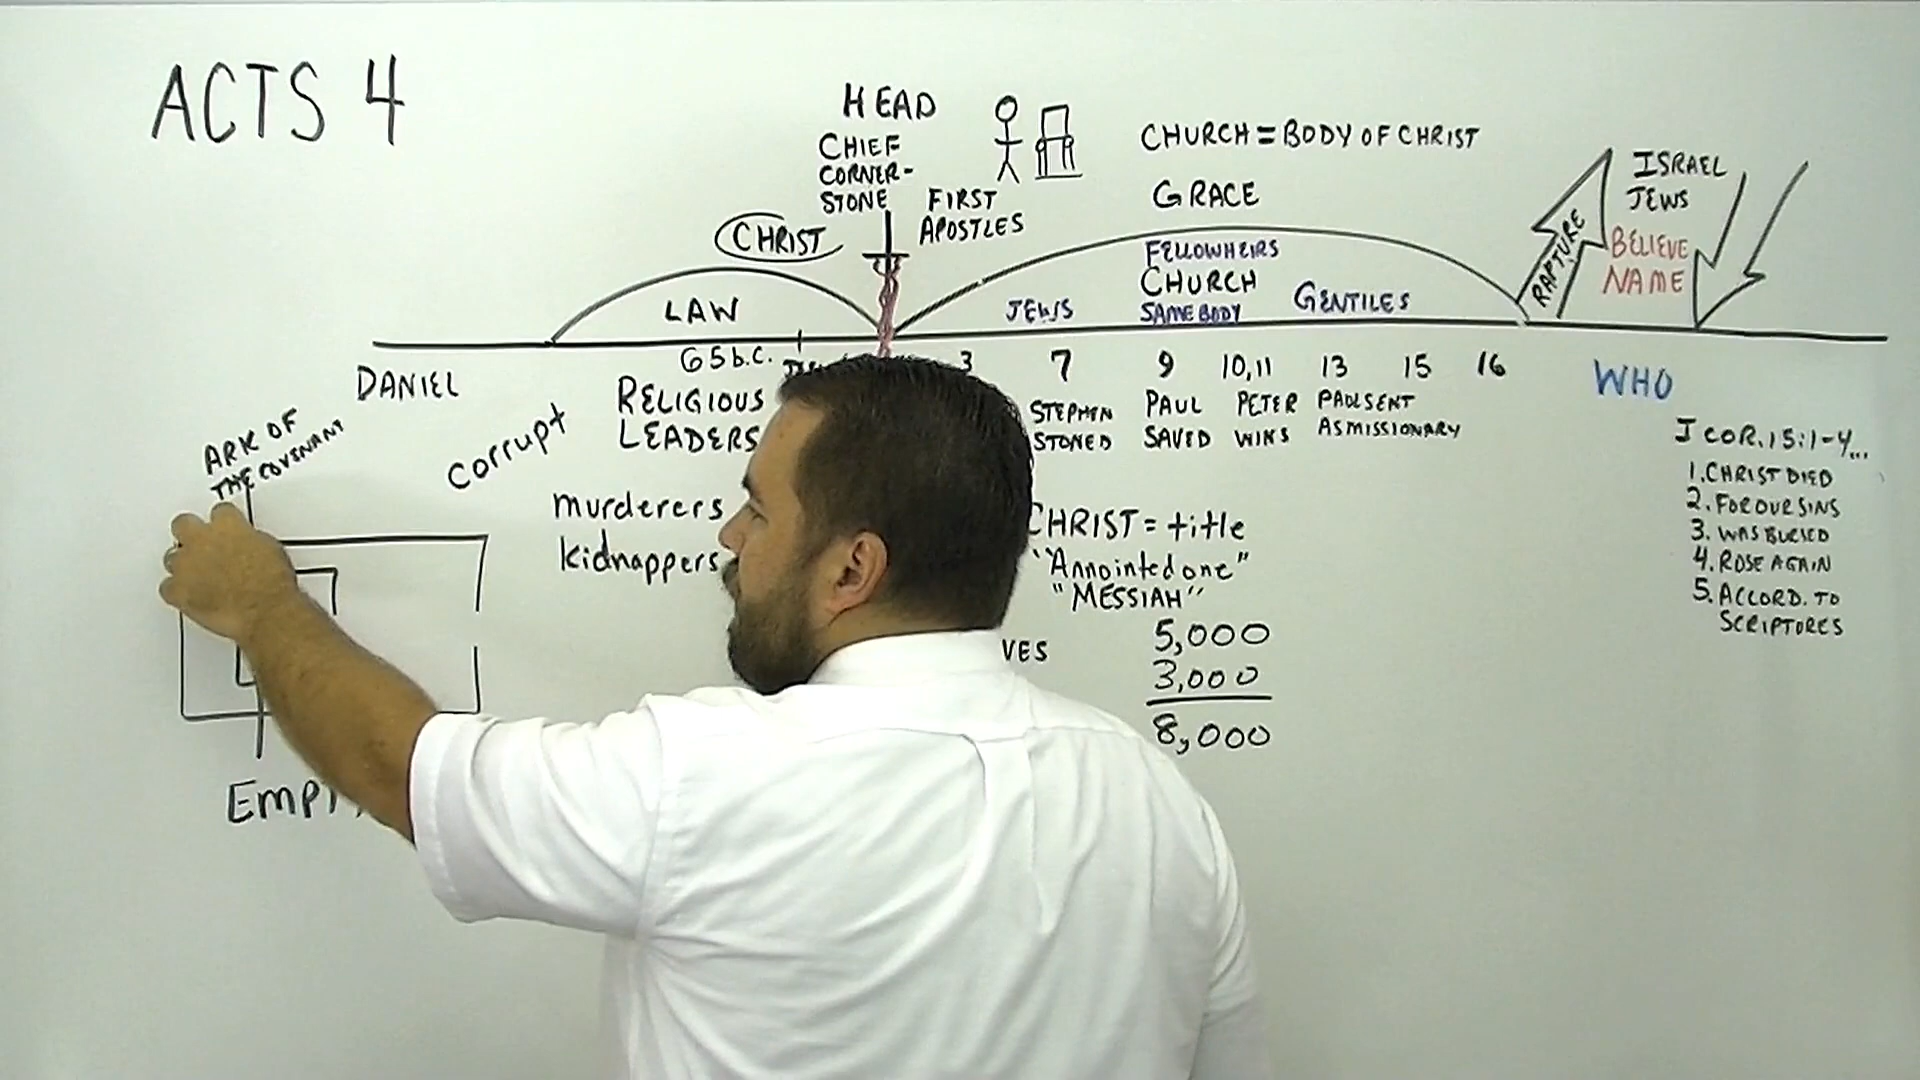 ACTS 4
HEAD
CHIEF
CORNER-
STONE
FIRST
APOSTLES
CHURCH = BODY OF CHRIST
GRACE
CHRIST
LAW
FELLOWHEIRS
CHURCH
SAME BODY
JEWS
GENTILES
RAPTURE
ISRAEL
JEWS
BELIEVE
NAME
65 b.c.
3 7 9 10,11 13 15 16
DANIEL
RELIGIOUS
LEADERS
STEPHEN
STONED
PAUL
SAVED
PETER
WINS
PAUL SENT
AS MISSIONARY
WHO
ARK OF
THE COVENANT
corrupt
murderers
kidnappers
CHRIST = title
"Annointed one"
"MESSIAH"
VES
5,000
3,000
8,000
I COR. 15:1-4...
1. CHRIST DIED
2. FOR OUR SINS
3. WAS BURIED
4. ROSE AGAIN
5. ACCORD. TO
SCRIPTURES